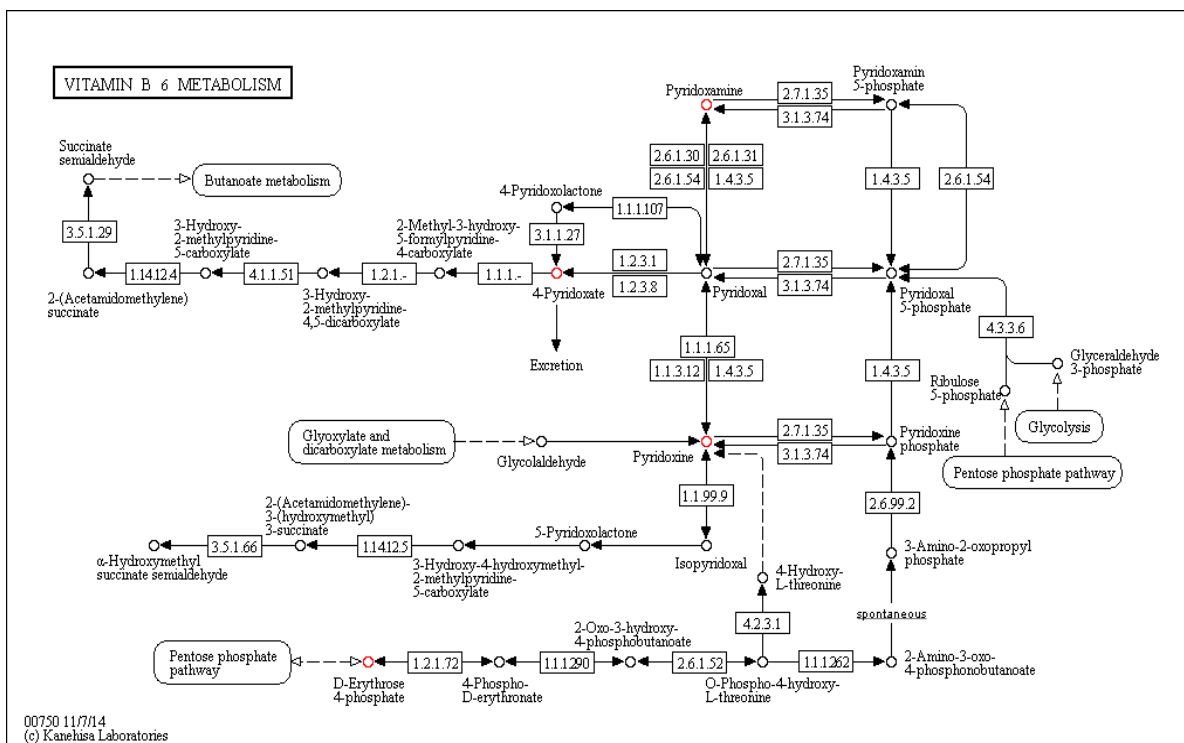 VITAMIN B 6 METABOLISM
Pyridoxamine
2.7.1.35
3.1.3.74
Pyridoxamin
5-phosphate
Succinate
semialdehyde
Butanoate metabolism
2.6.1.30
2.6.1.31
2.6.1.54
1.4.3.5
1.4.3.5
2.6.1.54
4-Pyridoxolactone
1.1.1.107
3.5.1.29
3-Hydroxy-
2-methylpyridine-
5-carboxylate
2-Methyl-3-hydroxy-
5-formylpyridine-
4-carboxylate
3.1.1.27
1.14.12.4
4.1.1.51
1.2.1.-
1.1.1.-
1.2.3.1
1.2.3.8
2.7.1.35
3.1.3.74
2-(Acetamidomethylene)
succinate
3-Hydroxy-
2-methylpyridine-
4,5-dicarboxylate
4-Pyridoxate
Pyridoxal
Pyridoxal
5-phosphate
Excretion
1.1.1.65
1.1.3.12
1.4.3.5
1.4.3.5
4.3.3.6
Glyceraldehyde
3-phosphate
Ribulose
5-phosphate
Glycolysis
Pentose phosphate pathway
Glyoxylate and
dicarboxylate metabolism
Glycolaldehyde
Pyridoxine
2.7.1.35
3.1.3.74
Pyridoxine
phosphate
1.1.99.9
2.6.99.2
2-(Acetamidomethylene)-
3-(hydroxymethyl)
3-succinate
5-Pyridoxolactone
3.5.1.66
1.14.12.5
α-Hydroxymethyl
succinate semialdehyde
3-Hydroxy-4-hydroxymethyl-
2-methylpyridine-
5-carboxylate
Isopyridoxal
3-Amino-2-oxopropyl
phosphate
4-Hydroxy-
L-threonine
spontaneous
4.2.3.1
2-Oxo-3-hydroxy-
4-phosphobutanoate
Pentose phosphate
pathway
1.2.1.72
1.1.1.290
2.6.1.52
1.1.1.262
D-Erythrose
4-phosphate
4-Phospho-
D-erythronate
O-Phospho-4-hydroxy-
L-threonine
2-Amino-3-oxo-
4-phosphonobutanoate
00750 11/7/14
(c) Kanehisa Laboratories